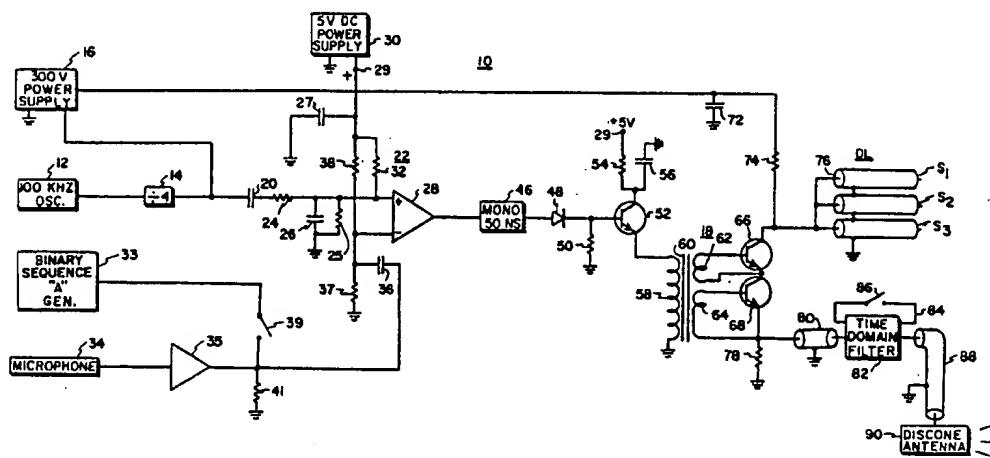 5V DC
POWER
SUPPLY
30
16
300 V
POWER
SUPPLY
+
29
10
27
72
12
100 KHZ
OSC.
14
÷4
20
24
26
25
38
22
32
+
-
28
46
MONO
50 NS
48
50
+5V
29
54
56
52
74
76
DL
S1
S2
S3
33
BINARY
SEQUENCE
"A"
GEN.
36
37
39
34
MICROPHONE
35
41
60
58
18
62
64
66
68
78
80
86
84
TIME
DOMAIN
FILTER
82
88
90
DISCONE
ANTENNA